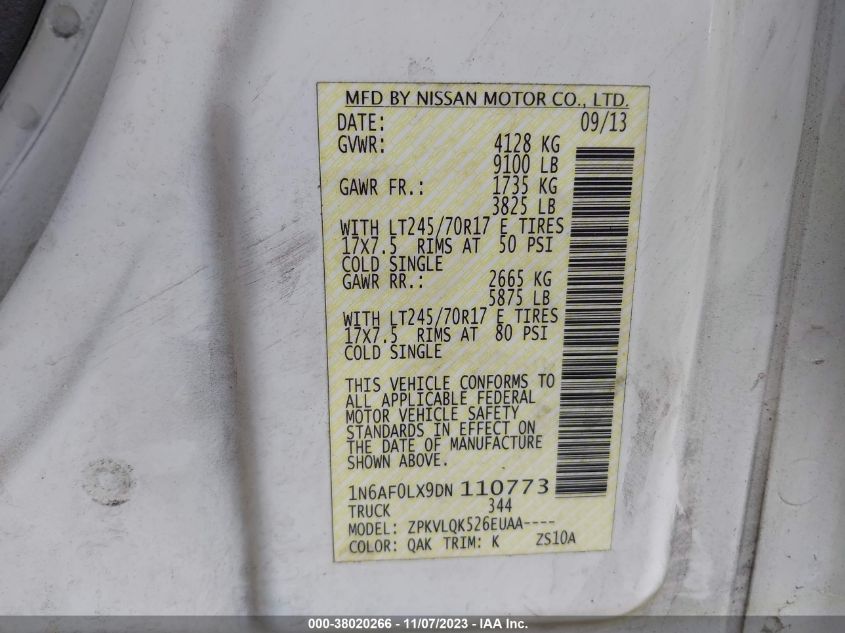 MFD BY NISSAN MOTOR CO., LTD.
DATE: 09/13
GVWR: 4128 KG
9100 LB
GAWR FR.: 1735 KG
3825 LB
WITH LT245/70R17 E TIRES
17X7.5 RIMS AT 50 PSI
COLD SINGLE
GAWR RR.: 2665 KG
5875 LB
WITH LT245/70R17 E TIRES
17X7.5 RIMS AT 80 PSI
COLD SINGLE
THIS VEHICLE CONFORMS TO
ALL APPLICABLE FEDERAL
MOTOR VEHICLE SAFETY
STANDARDS IN EFFECT ON
THE DATE OF MANUFACTURE
SHOWN ABOVE.
1N6AF0LX9DN 110773
TRUCK 344
MODEL: ZPKVLQK526EUAA----
COLOR: QAK TRIM: K ZS10A
000-38020266 - 11/07/2023 - IAA Inc.